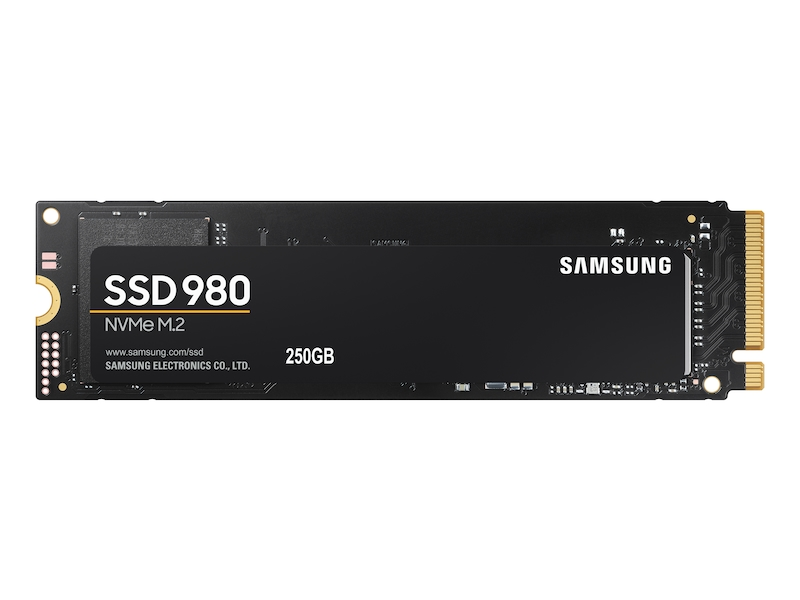 SAMSUNG
SSD 980
NVMe M.2
www.samsung.com/ssd
SAMSUNG ELECTRONICS CO., LTD.
250GB